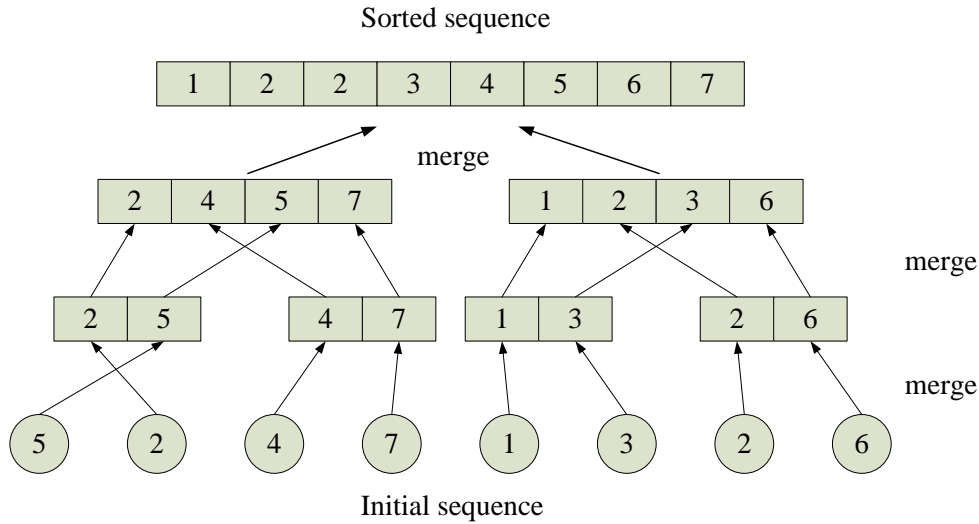 Sorted sequence
1 2 2 3 4 5 6 7
merge
2 4 5 7 1 2 3 6
merge
2 5 4 7 1 3 2 6
merge
5 2 4 7 1 3 2 6
Initial sequence